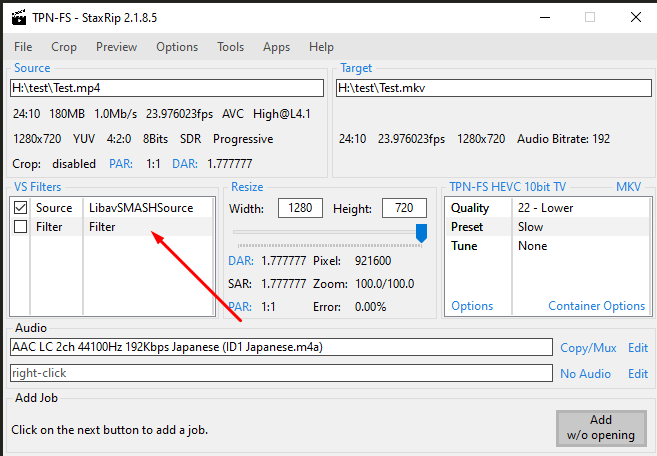 TPN-FS - StaxRip 2.1.8.5
File Crop Preview Options Tools Apps Help
Source
H:\test\Test.mp4
24:10 180MB 1.0Mb/s 23.976023fps AVC High@L4.1
1280x720 YUV 4:2:0 8Bits SDR Progressive
Crop: disabled PAR: 1:1 DAR: 1.777777
Target
H:\test\Test.mkv
24:10 23.976023fps 1280x720 Audio Bitrate: 192
VS Filters
Source LibavSMASHSource
Filter Filter
Resize
Width: 1280 Height: 720
DAR: 1.777777 Pixel: 921600
SAR: 1.777777 Zoom: 100.0/100.0
PAR: 1:1 Error: 0.00%
TPN-FS HEVC 10bit TV MKV
Quality 22 - Lower
Preset Slow
Tune None
Options Container Options
Audio
AAC LC 2ch 44100Hz 192Kbps Japanese (ID1 Japanese.m4a) Copy/Mux Edit
right-click No Audio Edit
Add Job
Click on the next button to add a job.
Add
w/o opening